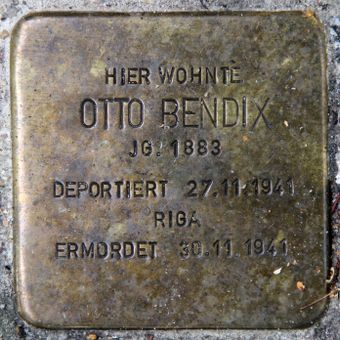 HIER WOHNTE
OTTO BENDIX
JG. 1883
DEPORTIERT 27.11.1941
RIGA
ERMORDET 30.11.1941